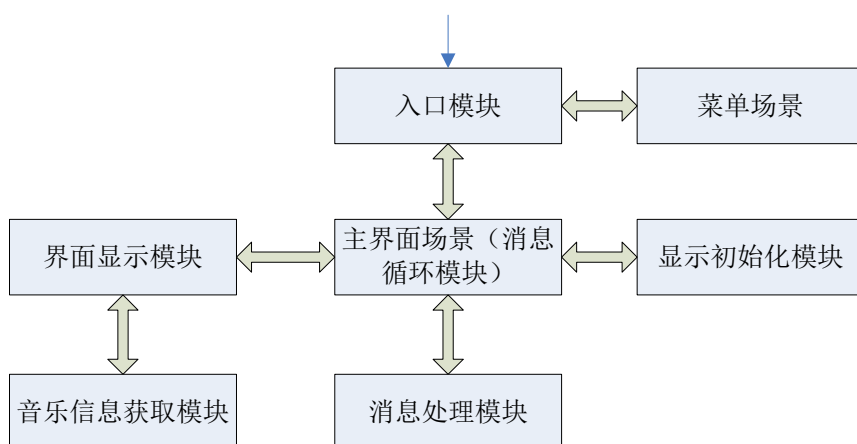 入口模块
菜单场景
界面显示模块
主界面场景（消息
循环模块）
显示初始化模块
音乐信息获取模块
消息处理模块